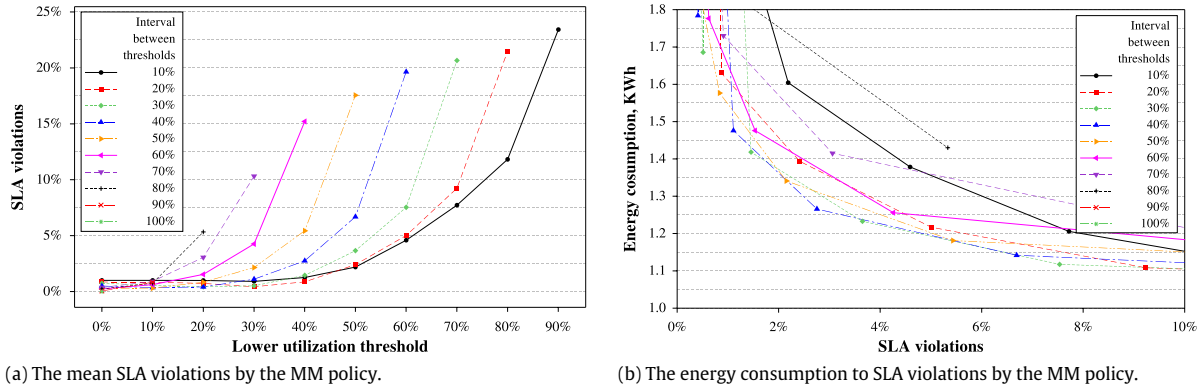 25%
20%
15%
10%
5%
0%
SLA violations
Interval
between
thresholds
10%
20%
30%
40%
50%
60%
70%
80%
90%
100%
0% 10% 20% 30% 40% 50% 60% 70% 80% 90%
Lower utilization threshold
(a) The mean SLA violations by the MM policy.
1.8
1.7
1.6
1.5
1.4
1.3
1.2
1.1
1.0
Energy cosumption, KWh
Interval
between
thresholds
10%
20%
30%
40%
50%
60%
70%
80%
90%
100%
0% 2% 4% 6% 8% 10%
SLA violations
(b) The energy consumption to SLA violations by the MM policy.